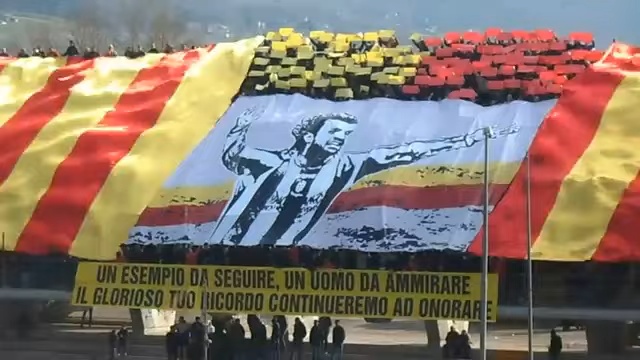 UN ESEMPIO DA SEGUIRE, UN UOMO DA AMMIRARE
IL GLORIOSO TUO RICORDO CONTINUEREMO AD ONORARE